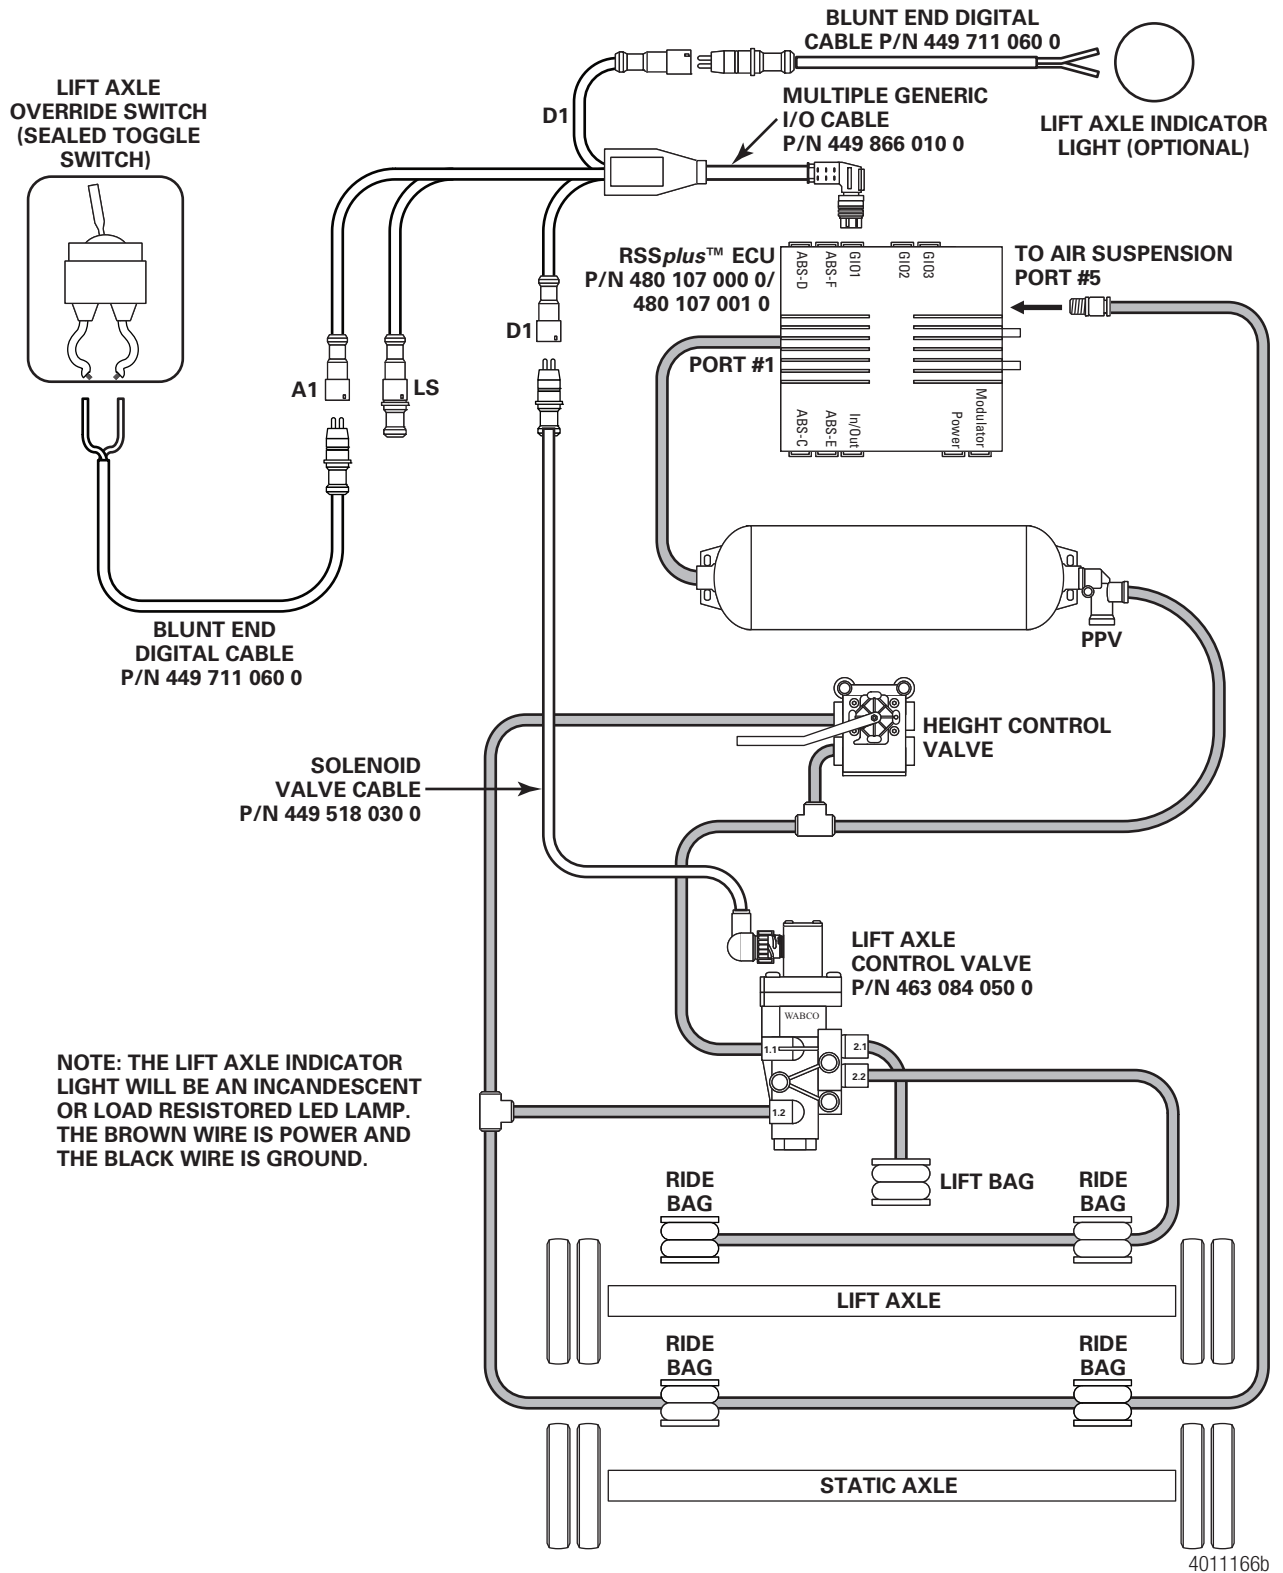 BLUNT END DIGITAL
CABLE P/N 449 711 060 0
LIFT AXLE
OVERRIDE SWITCH
(SEALED TOGGLE
SWITCH)
D1
MULTIPLE GENERIC
I/O CABLE
P/N 449 866 010 0
LIFT AXLE INDICATOR
LIGHT (OPTIONAL)
RSSplus™ ECU
P/N 480 107 000 0/
480 107 001 0
ABS-D
ABS-F
GIO1
GIO2
GIO3
TO AIR SUSPENSION
PORT #5
D1
PORT #1
A1
LS
ABS-C
ABS-E
In/Out
Power
Modulator
BLUNT END
DIGITAL CABLE
P/N 449 711 060 0
PPV
HEIGHT CONTROL
VALVE
SOLENOID
VALVE CABLE
P/N 449 518 030 0
LIFT AXLE
CONTROL VALVE
P/N 463 084 050 0
WABCO
1.1
2.1
2.2
1.2
NOTE: THE LIFT AXLE INDICATOR
LIGHT WILL BE AN INCANDESCENT
OR LOAD RESISTORED LED LAMP.
THE BROWN WIRE IS POWER AND
THE BLACK WIRE IS GROUND.
RIDE
BAG
LIFT BAG
RIDE
BAG
LIFT AXLE
RIDE
BAG
RIDE
BAG
STATIC AXLE
4011166b